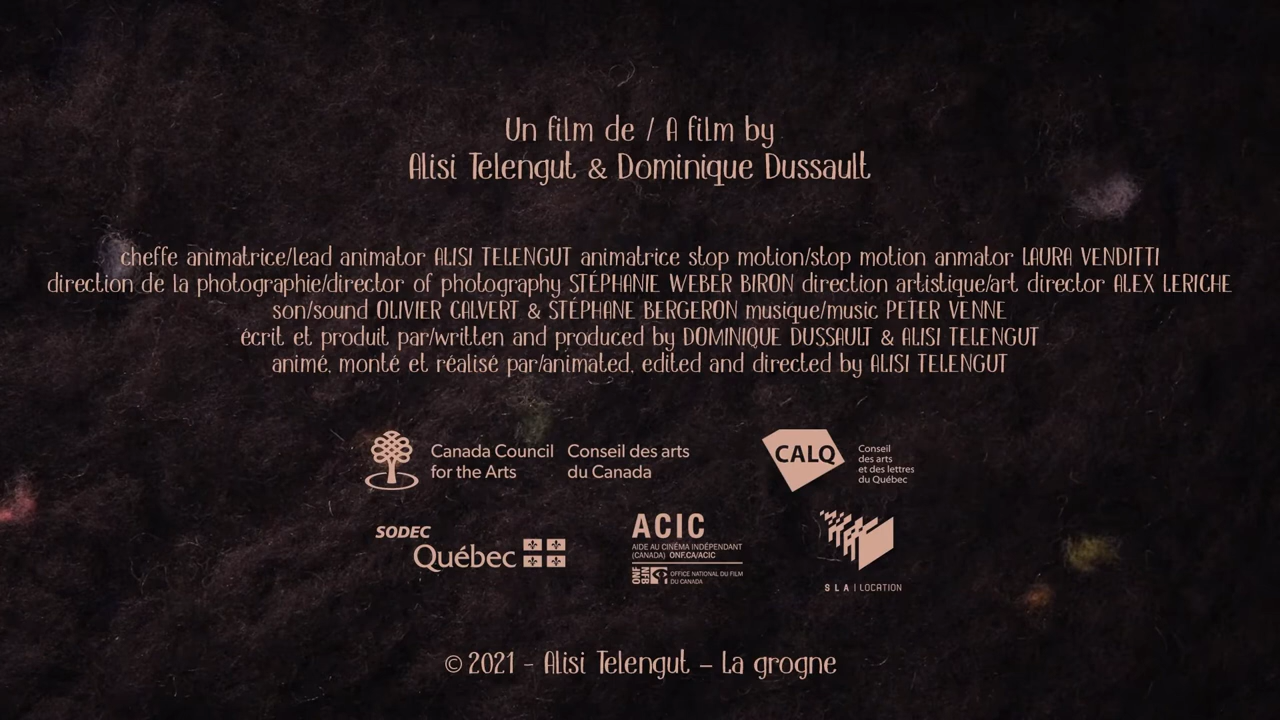 Un film de / A film by
Alisi Telengut & Dominique Dussault
cheffe animatrice/lead animator ALISI TELENGUT animatrice stop motion/stop motion anmator LAURA VENDITTI
direction de la photographie/director of photography STÉPHANIE WEBER BIRON direction artistique/art director ALEX LERICHE
son/sound OLIVIER CALVERT & STÉPHANE BERGERON musique/music PETER VENNE
écrit et produit par/written and produced by DOMINIQUE DUSSAULT & ALISI TELENGUT
animé, monté et réalisé par/animated, edited and directed by ALISI TELENGUT
Canada Council
for the Arts
Conseil des arts
du Canada
CALQ
Conseil
des arts
et des lettres
du Québec
SODEC
Québec
ACIC
AIDE AU CINÉMA INDÉPENDANT
(CANADA) ONF.CA/ACIC
ONF
NFB
OFFICE NATIONAL DU FILM
DU CANADA
SLA | LOCATION
© 2021 - Alisi Telengut – La grogne